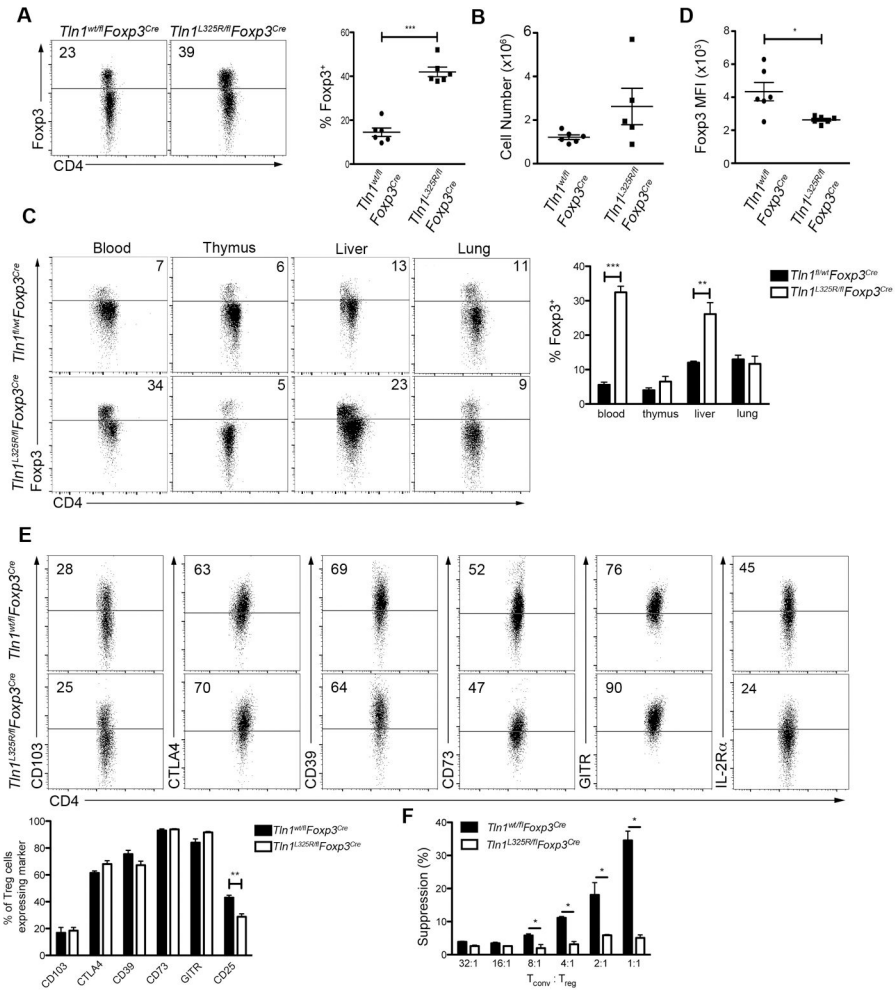 A
Tln1wt/flFoxp3Cre Tln1L325R/flFoxp3Cre
23 39
Foxp3
CD4
% Foxp3+
60
40
20
0
***
Tln1wt/fl
Foxp3Cre
Tln1L325R/fl
Foxp3Cre
B
Cell Number (x10⁶)
8
6
4
2
0
Tln1wt/fl
Foxp3Cre
Tln1L325R/fl
Foxp3Cre
D
Foxp3 MFI (x10³)
8
6
4
2
0
*
Tln1wt/fl
Foxp3Cre
Tln1L325R/fl
Foxp3Cre
C
Blood Thymus Liver Lung
Tln1fl/wtFoxp3Cre
7 6 13 11
Tln1L325R/flFoxp3Cre
34 5 23 9
Foxp3
CD4
% Foxp3+
40
30
20
10
0
*** **
blood thymus liver lung
Tln1fl/wtFoxp3Cre
Tln1L325R/flFoxp3Cre
E
Tln1wt/flFoxp3Cre
28 63 69 52 76 45
Tln1L325R/flFoxp3Cre
25 70 64 47 90 24
CD103 CTLA4 CD39 CD73 GITR IL-2Rα
CD4
% of Treg cells
expressing marker
100
80
60
40
20
0
**
CD103 CTLA4 CD39 CD73 GITR CD25
Tln1wt/flFoxp3Cre
Tln1L325R/flFoxp3Cre
F
Suppression (%)
40
30
20
10
0
Tln1wt/flFoxp3Cre
Tln1L325R/flFoxp3Cre
* * * *
32:1 16:1 8:1 4:1 2:1 1:1
Tconv : Treg